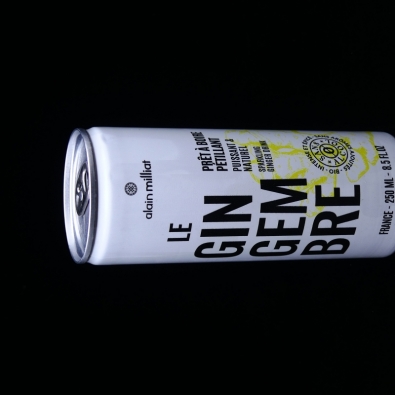 alain milliat
LE
GIN
GEM
BRE
PRÊT À BOIRE
PÉTILLANT
PUISSANT &
NATUREL
SPARKLING
GINGER DRINK
FRANCE - 250 ML - 8.5 FL OZ